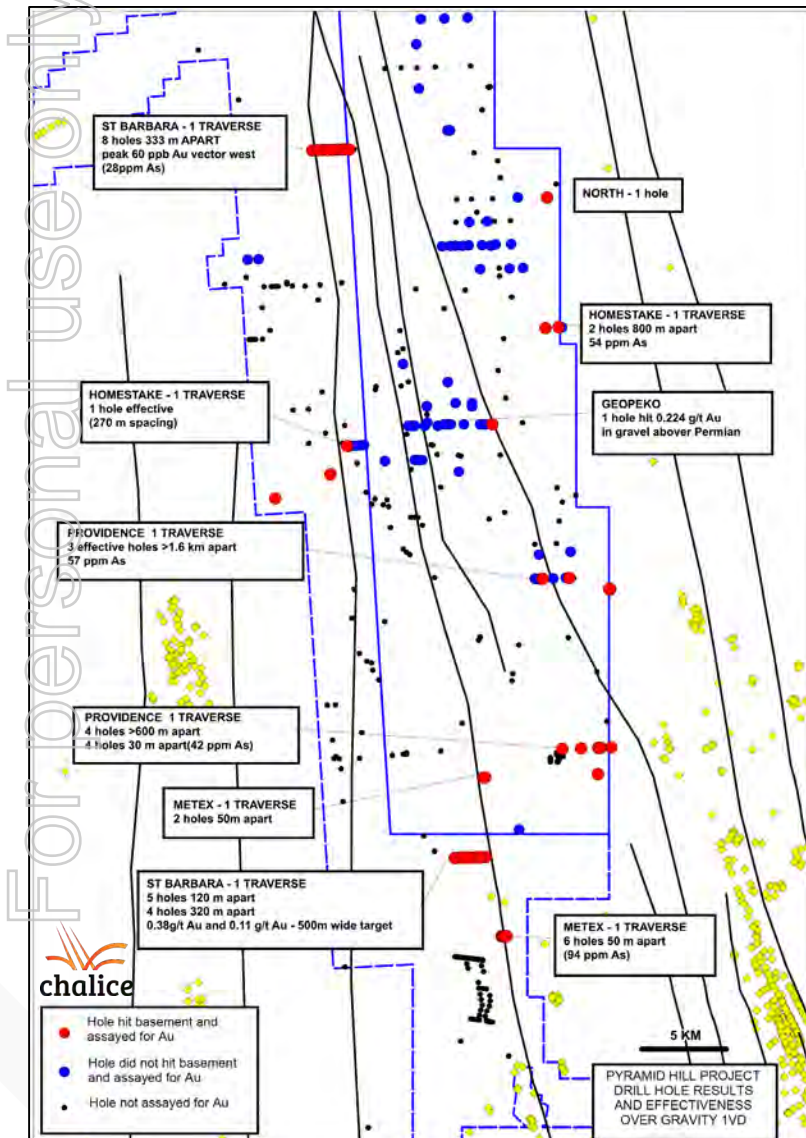 For personal use only
ST BARBARA - 1 TRAVERSE
8 holes 333 m APART
peak 60 ppb Au vector west
(28ppm As)
NORTH - 1 hole
HOMESTAKE - 1 TRAVERSE
2 holes 800 m apart
54 ppm As
HOMESTAKE - 1 TRAVERSE
1 hole effective
(270 m spacing)
GEOPEKO
1 hole hit 0.224 g/t Au
in gravel abover Permian
PROVIDENCE 1 TRAVERSE
3 effective holes >1.6 km apart
57 ppm As
PROVIDENCE 1 TRAVERSE
4 holes >600 m apart
4 holes 30 m apart(42 ppm As)
METEX - 1 TRAVERSE
2 holes 50m apart
ST BARBARA - 1 TRAVERSE
5 holes 120 m apart
4 holes 320 m apart
0.38g/t Au and 0.11 g/t Au - 500m wide target
METEX - 1 TRAVERSE
6 holes 50 m apart
(94 ppm As)
chalice
Hole hit basement and
assayed for Au
Hole did not hit basement
and assayed for Au
Hole not assayed for Au
5 KM
PYRAMID HILL PROJECT
DRILL HOLE RESULTS
AND EFFECTIVENESS
OVER GRAVITY 1VD